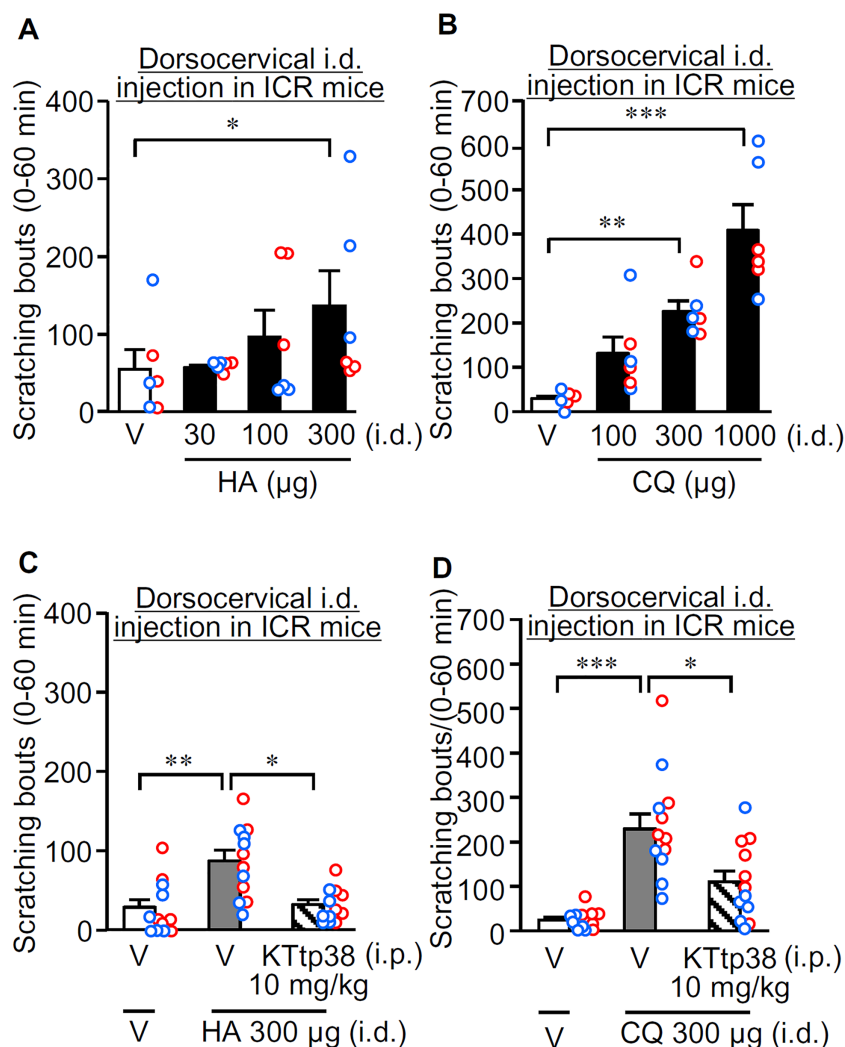 A
Dorsocervical i.d.
injection in ICR mice
Scratching bouts (0-60 min)
400
300
200
100
0
*
V
30
100
300
(i.d.)
HA (μg)
B
Dorsocervical i.d.
injection in ICR mice
Scratching bouts (0-60 min)
700
600
500
400
300
200
100
0
***
**
V
100
300
1000
(i.d.)
CQ (μg)
C
Dorsocervical i.d.
injection in ICR mice
Scratching bouts (0-60 min)
400
300
200
100
0
**
*
V
V
KTtp38 (i.p.)
10 mg/kg
V
HA 300 μg (i.d.)
D
Dorsocervical i.d.
injection in ICR mice
Scratching bouts/(0-60 min)
700
600
500
400
300
200
100
0
***
*
V
V
KTtp38 (i.p.)
10 mg/kg
V
CQ 300 μg (i.d.)